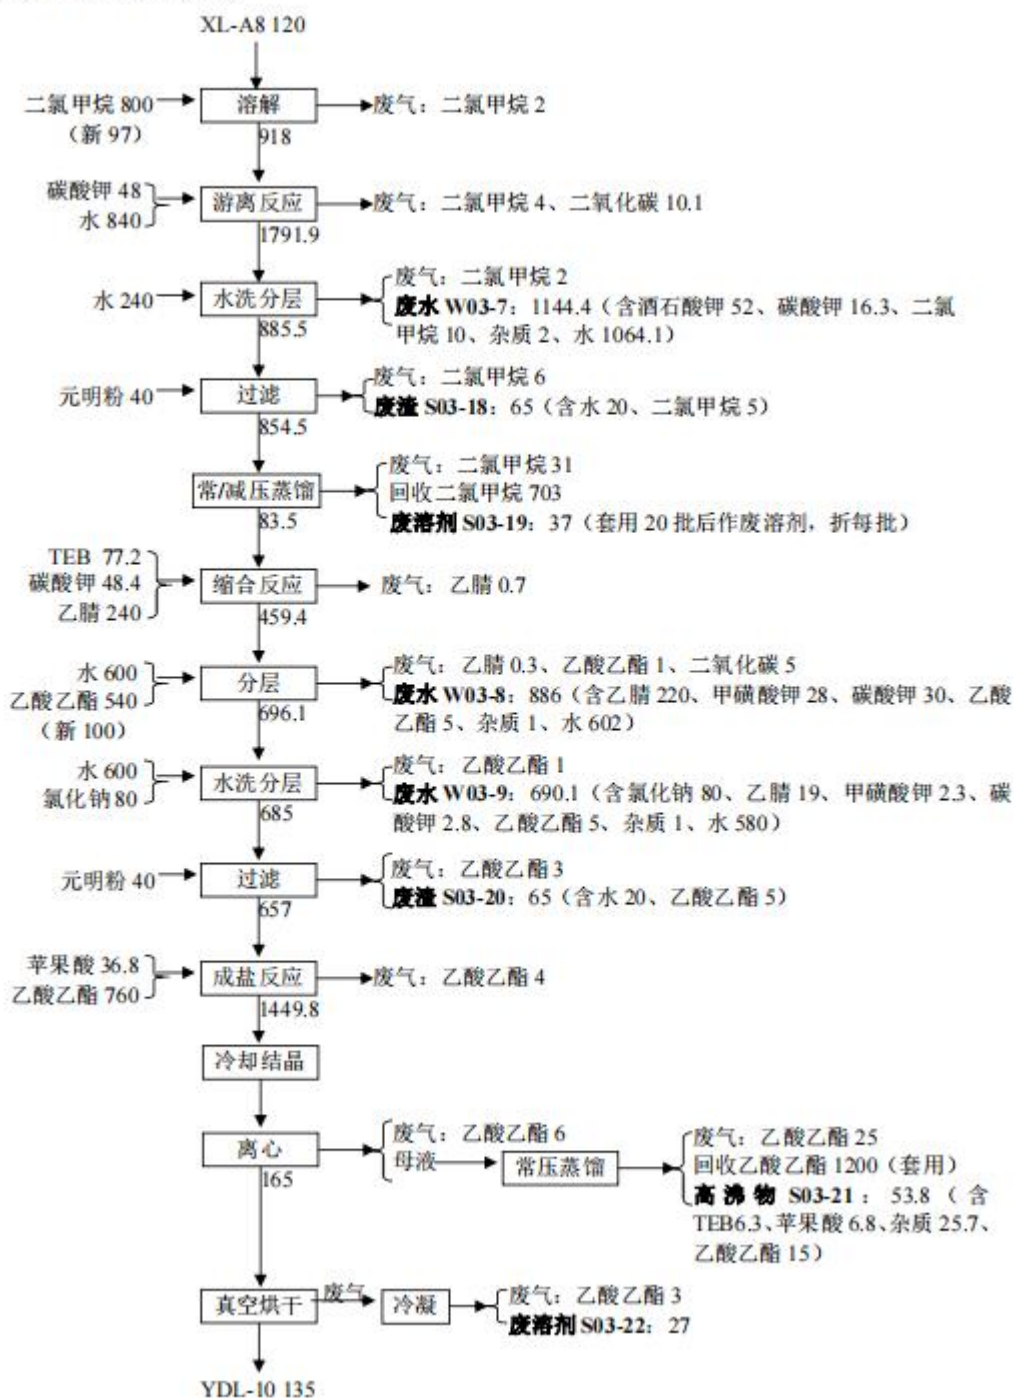 XL-A8 120
二氯甲烷 800
（新 97）
溶解
废气：二氯甲烷 2
918
碳酸钾 48
水 840
游离反应
废气：二氯甲烷 4、二氧化碳 10.1
1791.9
水 240
水洗分层
废气：二氯甲烷 2
废水 W03-7：1144.4（含酒石酸钾 52、碳酸钾 16.3、二氯
甲烷 10、杂质 2、水 1064.1）
885.5
元明粉 40
过滤
废气：二氯甲烷 6
废渣 S03-18：65（含水 20、二氯甲烷 5）
854.5
常/减压蒸馏
废气：二氯甲烷 31
回收二氯甲烷 703
废溶剂 S03-19：37（套用 20 批后作废溶剂，折每批）
83.5
TEB 77.2
碳酸钾 48.4
乙腈 240
缩合反应
废气：乙腈 0.7
459.4
水 600
乙酸乙酯 540
（新 100）
分层
废气：乙腈 0.3、乙酸乙酯 1、二氧化碳 5
废水 W03-8：886（含乙腈 220、甲磺酸钾 28、碳酸钾 30、乙酸
乙酯 5、杂质 1、水 602）
696.1
水 600
氯化钠 80
水洗分层
废气：乙酸乙酯 1
废水 W03-9：690.1（含氯化钠 80、乙腈 19、甲磺酸钾 2.3、碳
酸钾 2.8、乙酸乙酯 5、杂质 1、水 580）
685
元明粉 40
过滤
废气：乙酸乙酯 3
废渣 S03-20：65（含水 20、乙酸乙酯 5）
657
苹果酸 36.8
乙酸乙酯 760
成盐反应
废气：乙酸乙酯 4
1449.8
冷却结晶
离心
废气：乙酸乙酯 6
母液
常压蒸馏
废气：乙酸乙酯 25
回收乙酸乙酯 1200（套用）
高沸物 S03-21：53.8（含
TEB6.3、苹果酸 6.8、杂质 25.7、
乙酸乙酯 15）
165
真空烘干
废气
冷凝
废气：乙酸乙酯 3
废溶剂 S03-22：27
YDL-10 135